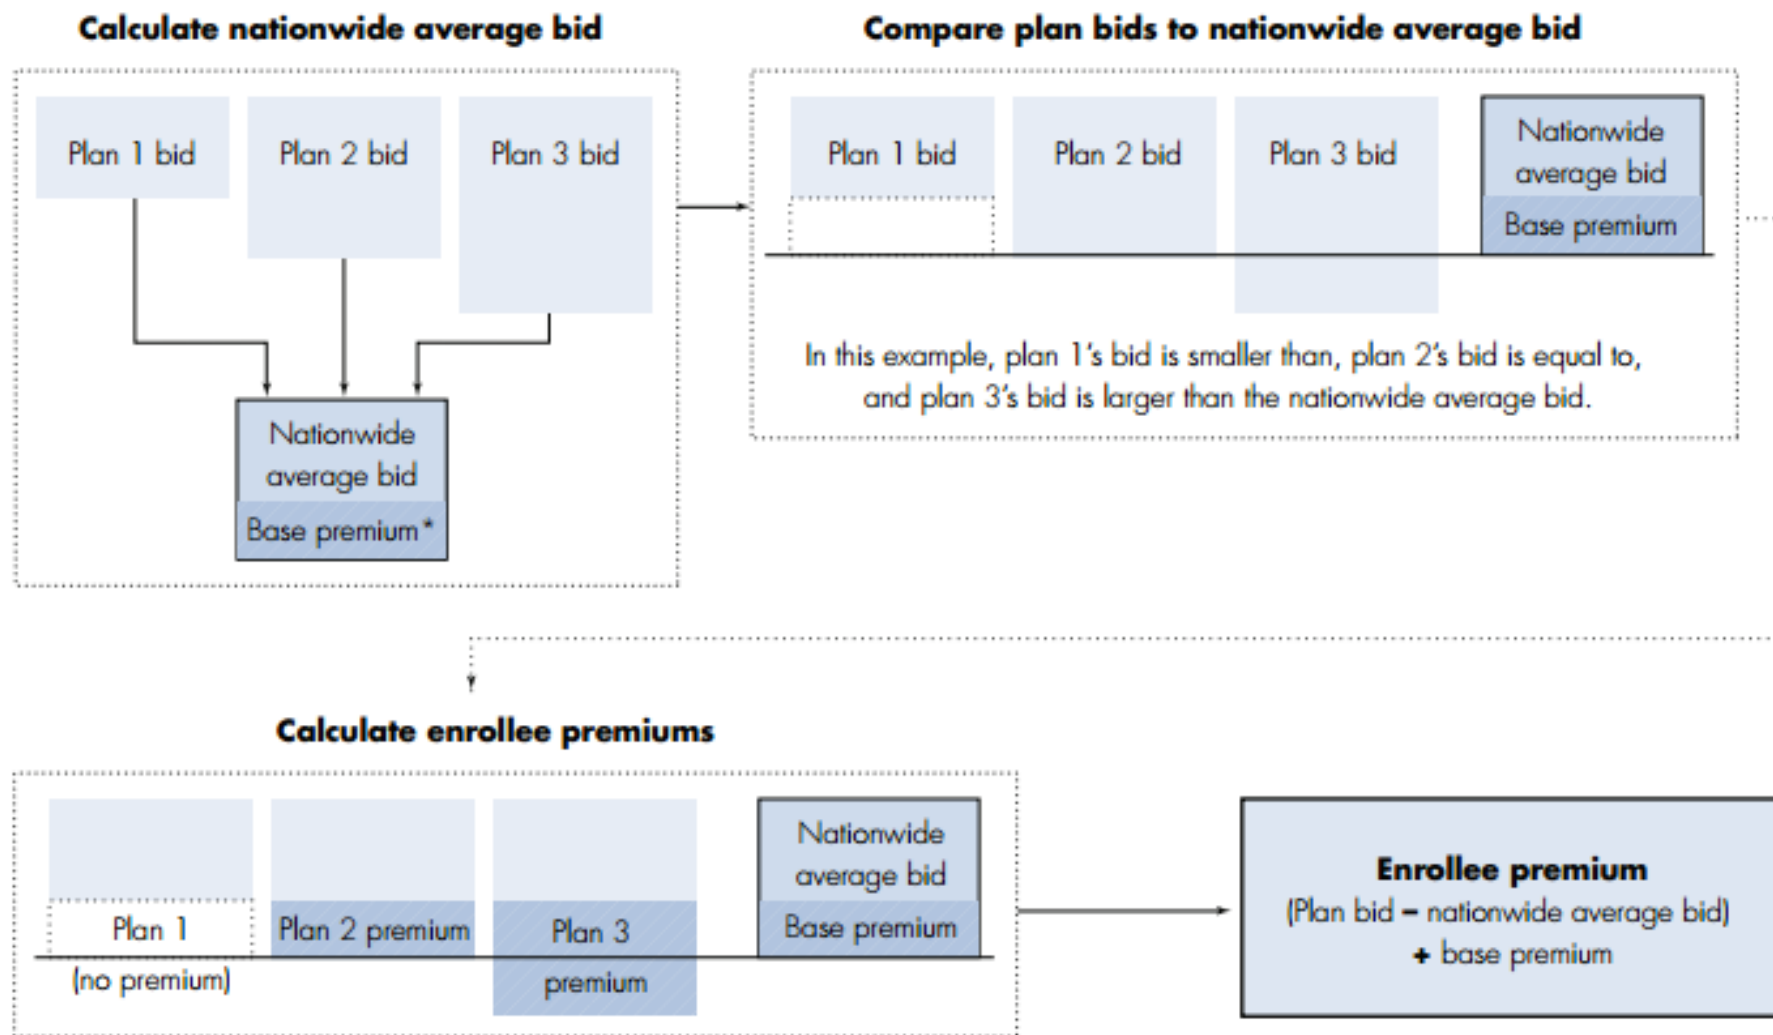 Calculate nationwide average bid
Plan 1 bid
Plan 2 bid
Plan 3 bid
Nationwide
average bid
Base premium*
Compare plan bids to nationwide average bid
Plan 1 bid
Plan 2 bid
Plan 3 bid
Nationwide
average bid
Base premium
In this example, plan 1's bid is smaller than, plan 2's bid is equal to,
and plan 3's bid is larger than the nationwide average bid.
Calculate enrollee premiums
Plan 1
(no premium)
Plan 2 premium
Plan 3
premium
Nationwide
average bid
Base premium
Enrollee premium
(Plan bid – nationwide average bid)
+ base premium